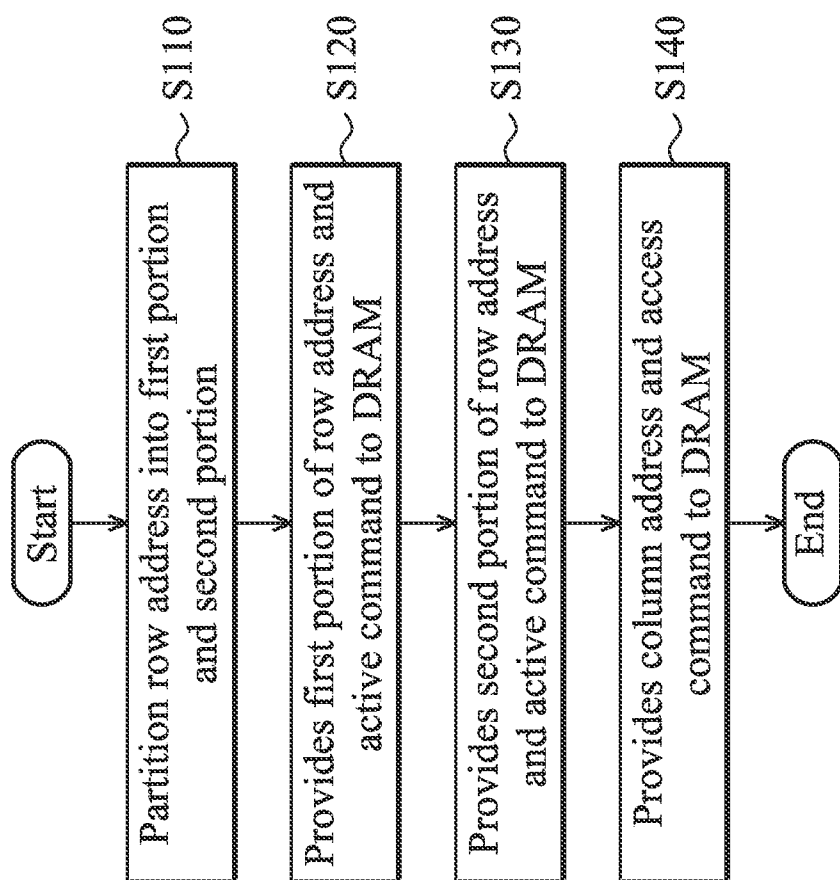 Start
Partition row address into first portion
and second portion
S110
Provides first portion of row address and
active command to DRAM
S120
Provides second portion of row address
and active command to DRAM
S130
Provides column address and access
command to DRAM
S140
End